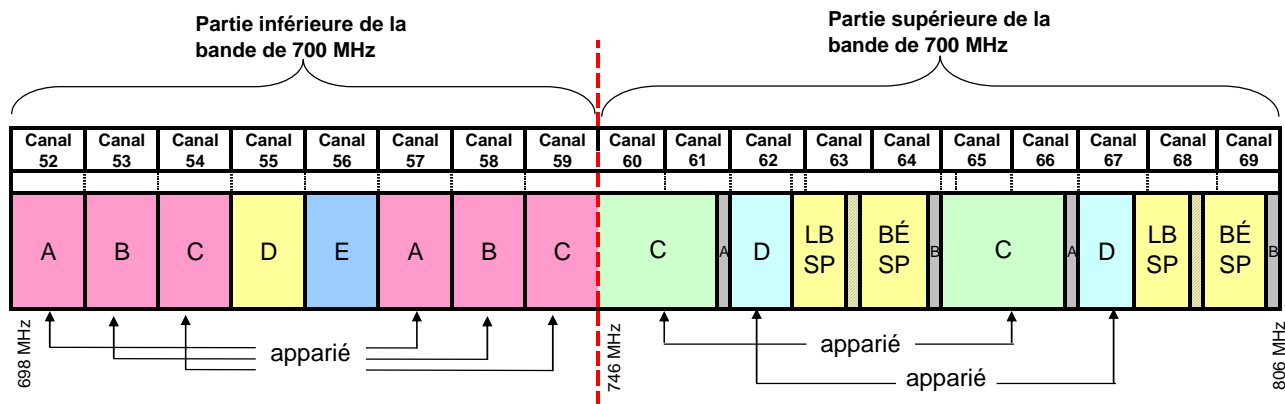 Partie inférieure de la
bande de 700 MHz
Partie supérieure de la
bande de 700 MHz
Canal 52
Canal 53
Canal 54
Canal 55
Canal 56
Canal 57
Canal 58
Canal 59
Canal 60
Canal 61
Canal 62
Canal 63
Canal 64
Canal 65
Canal 66
Canal 67
Canal 68
Canal 69
A
B
C
D
E
A
B
C
C
A
D
LB
SP
BÉ
SP
B
C
A
D
LB
SP
BÉ
SP
B
698 MHz
apparié
746 MHz
apparié
apparié
806 MHz